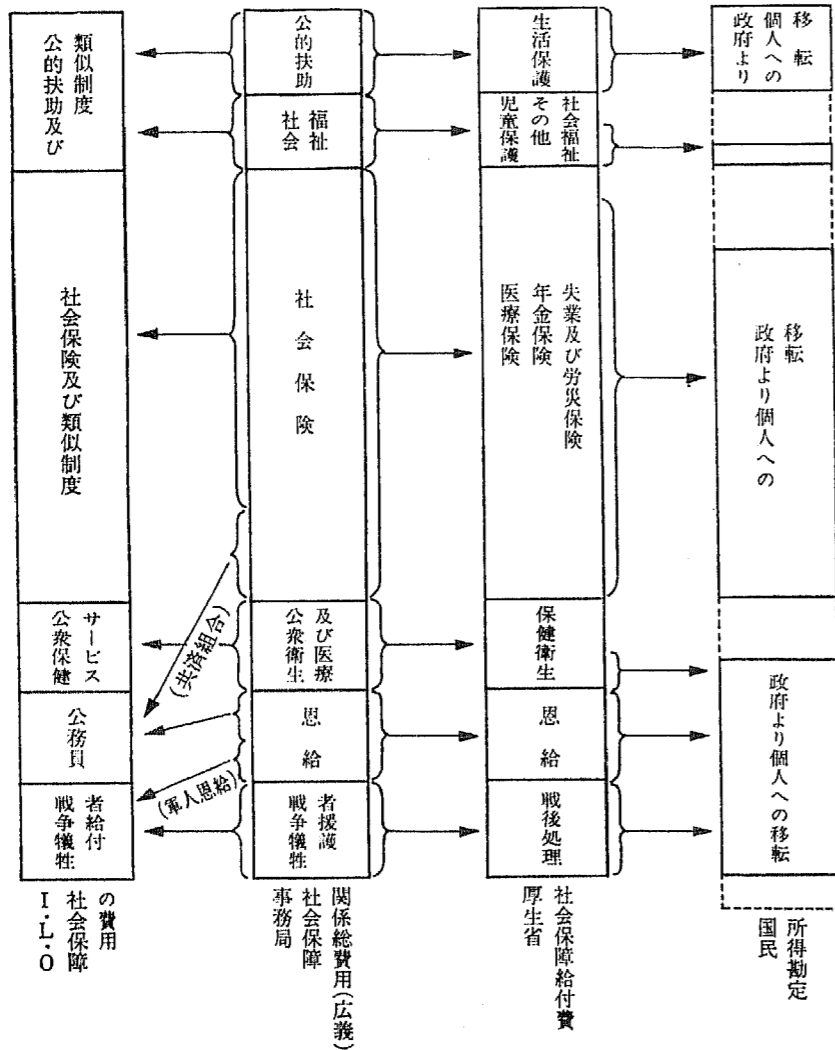 公的扶助及び
類似制度
社会保険及び類似制度
公衆保健
サービス
公務員
戦争犠牲
者給付
I・L・O
社会保障
の費用
(共済組合)
(軍人恩給)
公的扶助
社会
福祉
社会保険
公衆衛生
及び医療
恩給
戦争犠牲
者援護
事務局
社会保障
関係総費用(広義)
生活保護
児童保護
その他
社会福祉
医療保険
年金保険
失業及び労災保険
保健衛生
恩給
戦後処理
厚生省
社会保障給付費
政府より
個人への
移転
政府より個人への
移転
政府より個人への移転
国民
所得勘定